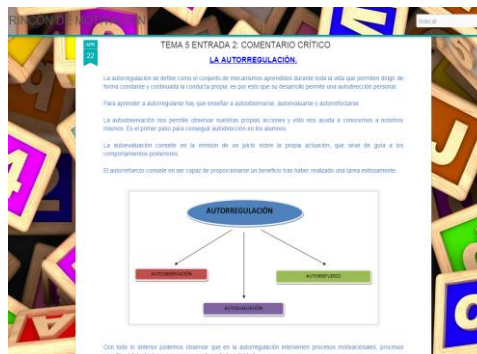 RINCÓN DE M
buscar
APR
22
TEMA 5 ENTRADA 2: COMENTARIO CRÍTICO
LA AUTORREGULACIÓN.
La autorregulación se define como el conjunto de mecanismos aprendidos durante toda la vida que permiten dirigir de
forma constante y continuada la conducta propia, es por esto que su desarrollo permite una autodirección personal.
Para aprender a autorregularse hay que enseñar a autoobservarse, autoevaluarse y autorreforzarse.
La autoobservación nos permite observar nuestras propias acciones y esto nos ayuda a conocernos a nosotros
mismos. Es el primer paso para conseguir autodirección en los alumnos.
La autoevaluación consiste en la emisión de un juicio sobre la propia actuación, que sirve de guía a los
comportamientos posteriores.
El autorrefuerzo consiste en ser capaz de proporcionarse un beneficio tras haber realizado una tarea exitosamente.
AUTORREGULACIÓN
AUTOOBSERVACIÓN
AUTORREFUERZO
AUTOEVALUACIÓN
Con todo lo anterior podemos observar que en la autorregulación intervienen procesos motivacionales, procesos